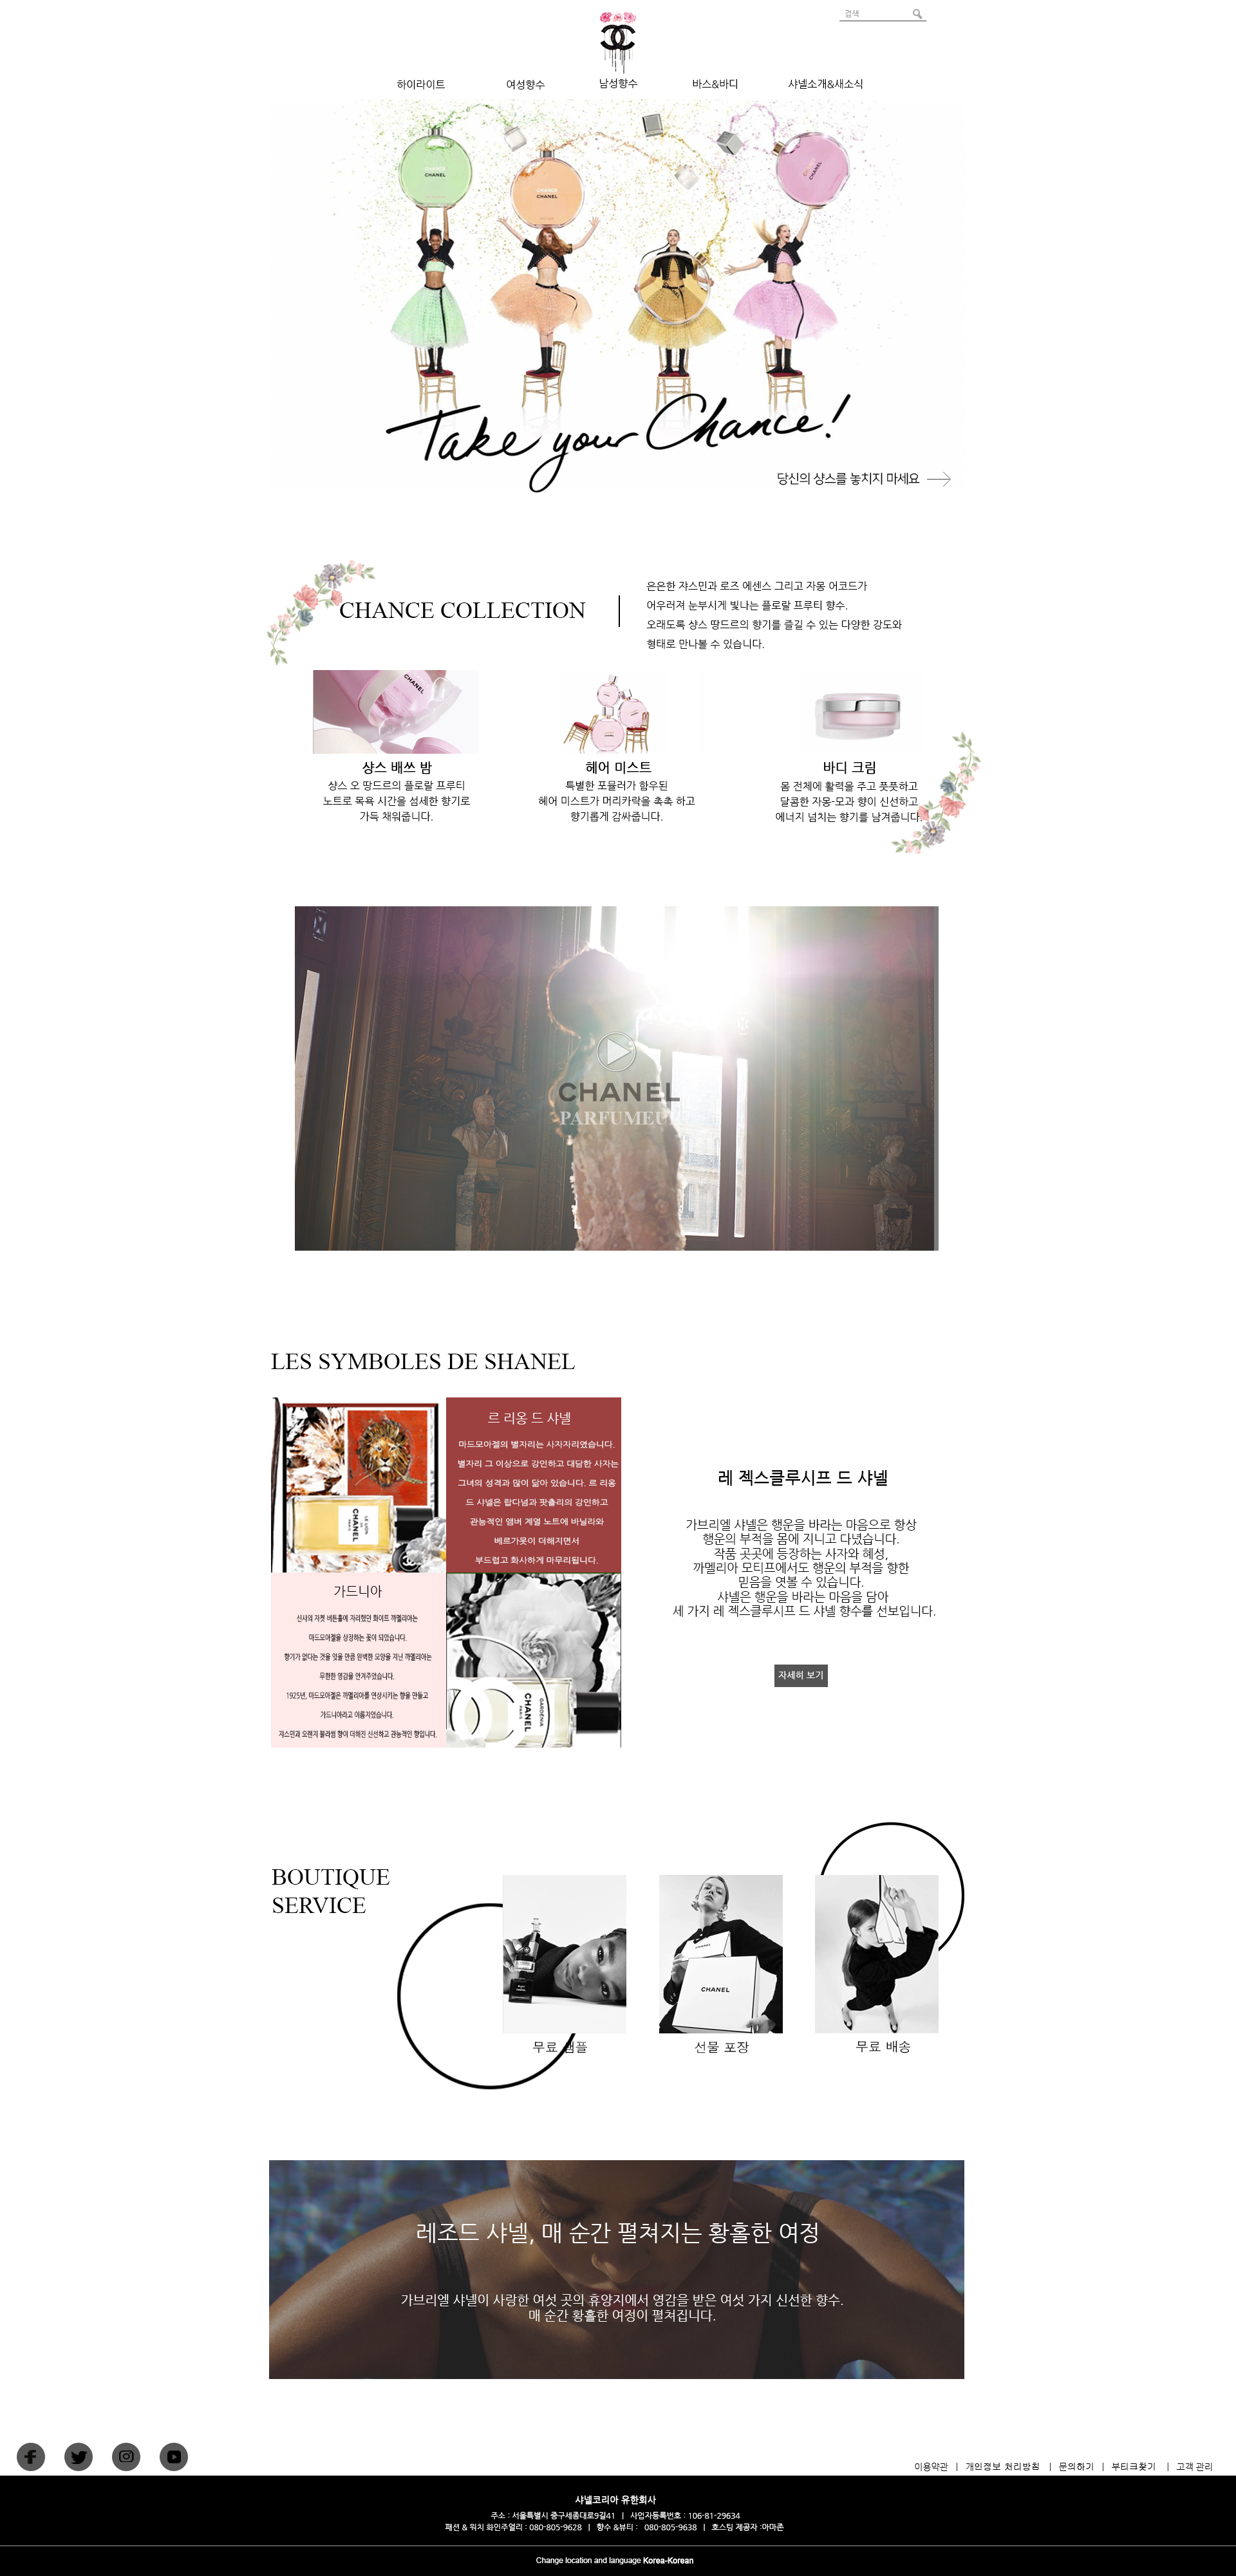 검색
하이라이트
여성향수
남성향수
바스&바디
샤넬소개&새소식
CHANEL
CHANEL
CHANEL
Take your Chance!
당신의 샹스를 놓치지 마세요
CHANCE COLLECTION
은은한 쟈스민과 로즈 에센스 그리고 자몽 어코드가
어우러져 눈부시게 빛나는 플로랄 프루티 향수.
오래도록 샹스 땅드르의 향기를 즐길 수 있는 다양한 강도와
형태로 만나볼 수 있습니다.
CHANEL
샹스 배쓰 밤
샹스 오 땅드르의 플로랄 프루티
노트로 목욕 시간을 섬세한 향기로
가득 채워줍니다.
헤어 미스트
특별한 포뮬러가 함우된
헤어 미스트가 머리카락을 촉촉 하고
향기롭게 감싸줍니다.
바디 크림
몸 전체에 활력을 주고 풋풋하고
달콤한 자몽-모과 향이 신선하고
에너지 넘치는 향기를 남겨줍니다.
CHANEL
PARFUMEUR
LES SYMBOLES DE SHANEL
LE LION
CHANEL
PARIS
르 리옹 드 샤넬
마드모아젤의 별자리는 사자자리였습니다.
별자리 그 이상으로 강인하고 대담한 사자는
그녀의 성격과 많이 닮아 있습니다. 르 리옹
드 샤넬은 랍다넘과 팟츌리의 강인하고
관능적인 앰버 계열 노트에 바닐라와
베르가못이 더해지면서
부드럽고 화사하게 마무리됩니다.
가드니아
신사의 자켓 버튼홀에 자리했던 화이트 까멜리아는
마드모아젤을 상징하는 꽃이 되었습니다.
향기가 없다는 것을 잊을 만큼 완벽한 모양을 지닌 까멜리아는
무한한 영감을 안겨주었습니다.
1925년, 마드모아젤은 까멜리아를 연상시키는 향을 만들고
가드니아라고 이름지었습니다.
쟈스민과 오렌지 블라썸 향이 더해진 신선하고 관능적인 향입니다.
GARDÉNIA
CHANEL
PARIS
레 젝스클루시프 드 샤넬
가브리엘 샤넬은 행운을 바라는 마음으로 항상
행운의 부적을 몸에 지니고 다녔습니다.
작품 곳곳에 등장하는 사자와 혜성,
까멜리아 모티프에서도 행운의 부적을 향한
믿음을 엿볼 수 있습니다.
샤넬은 행운을 바라는 마음을 담아
세 가지 레 젝스클루시프 드 샤넬 향수를 선보입니다.
자세히 보기
BOUTIQUE
SERVICE
CHANEL
무료 샘플
선물 포장
무료 배송
레조드 샤넬, 매 순간 펼쳐지는 황홀한 여정
가브리엘 샤넬이 사랑한 여섯 곳의 휴양지에서 영감을 받은 여섯 가지 신선한 향수.
매 순간 황홀한 여정이 펼쳐집니다.
이용약관 | 개인정보 처리방침 | 문의하기 | 부티크찾기 | 고객 관리
샤넬코리아 유한회사
주소 : 서울특별시 중구세종대로9길41 | 사업자등록번호 : 106-81-29634
패션 & 워치 화인주얼리 : 080-805-9628 | 향수 &뷰티 : 080-805-9638 | 호스팅 제공자 :아마존
Change location and language Korea-Korean